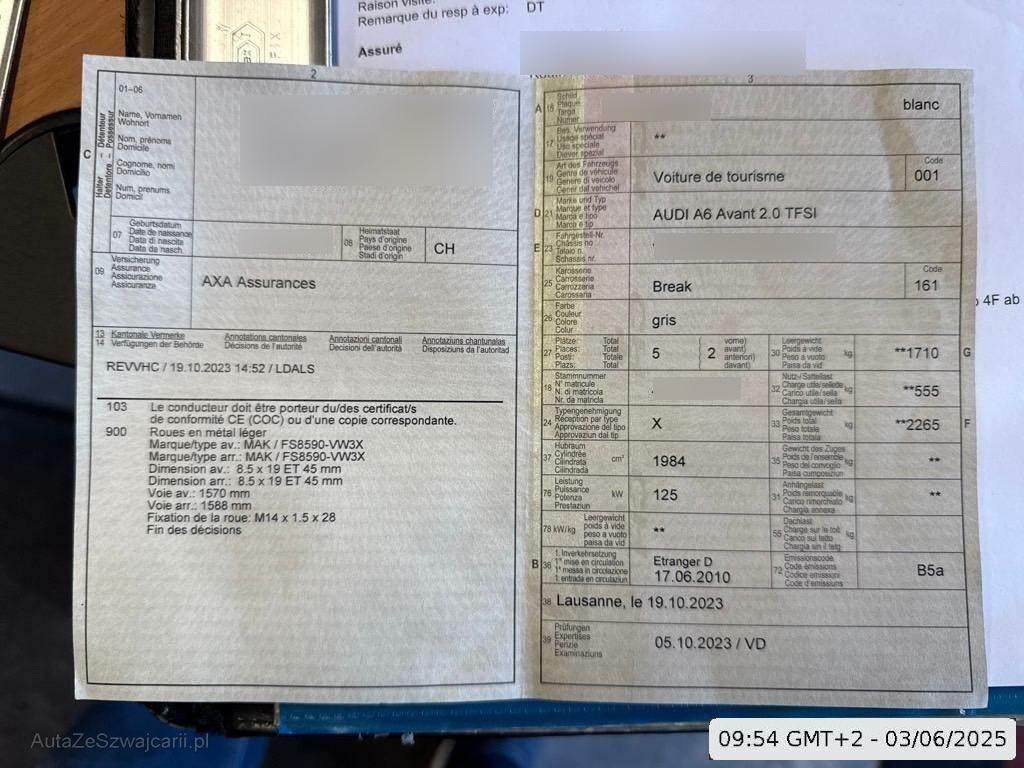 Raison visite:
Remarque du resp à exp: DT
Assuré
2
01–06
Halter
Détenteur
Detentore
Possessur
C
Name, Vornamen
Wohnort
Nom, prénoms
Domicile
Cognome, nomi
Domicilio
Num, prenums
Domicil
07
Geburtsdatum
Date de naissance
Data di nascita
Data da nasch.
08
Heimatstaat
Pays d'origine
Paese d'origine
Stadi d'origin
CH
09
Versicherung
Assurance
Assicurazione
Assicuranza
AXA Assurances
13 Kantonale Vermerke Annotations cantonales Annotazioni cantonali Annotaziuns chantunalas
14 Verfügungen der Behörde Décisions de l'autorité Decisioni dell'autorità Disposiziuns da l'autoritad
REVVHC / 19.10.2023 14:52 / LDALS
103 Le conducteur doit être porteur du/des certificat/s
de conformité CE (COC) ou d'une copie correspondante.
900 Roues en métal léger
Marque/type av.: MAK / FS8590-VW3X
Marque/type arr.: MAK / FS8590-VW3X
Dimension av.: 8.5 x 19 ET 45 mm
Dimension arr.: 8.5 x 19 ET 45 mm
Voie av.: 1570 mm
Voie arr.: 1588 mm
Fixation de la roue: M14 x 1.5 x 28
Fin des décisions
3
A 15
Schild
Plaque
Targa
Numer
blanc
17
Bes. Verwendung
Usage spécial
Uso speciale
Diever spezial
**
19
Art des Fahrzeugs
Genre de véhicule
Genere di veicolo
Gener dal vehichel
Voiture de tourisme
Code
001
D 21
Marke und Typ
Marque et type
Marca e tipo
Marca e tip
AUDI A6 Avant 2.0 TFSI
E 23
Fahrgestell-Nr.
Châssis no
Telaio n.
Schassis nr.
25
Karosserie
Carrosserie
Carrozzeria
Carossaria
Break
Code
161
26
Farbe
Couleur
Colore
Colur
gris
27
Plätze: Total
Places: Total
Posti: Totale
Plazs: Total
5
2
vorne)
avant)
anteriori)
davant)
30
Leergewicht
Poids à vide
Peso a vuoto
Paisa da vid
kg
**1710
G
18
Stammnummer
N° matricule
N. di matricola
Nr. da matricla
32
Nutz-/Sattellast
Charge utile/sellette
Carico utile/sella
Chargia utila/sella
kg
**555
24
Typengenehmigung
Réception par type
Approvazione del tipo
Approvaziun dal tip
X
33
Gesamtgewicht
Poids total
Peso totale
Paisa totala
kg
**2265
F
37
Hubraum
Cylindrée
Cilindrata
Cilindrada
cm³
1984
35
Gewicht des Zuges
Poids de l'ensemble
Peso del convoglio
Paisa cumposiziun
kg
**
76
Leistung
Puissance
Potenza
Prestaziun
kW
125
31
Anhängelast
Poids remorquable
Carico rimorchiato
Chargia annexa
kg
**
78 kW/kg
Leergewicht
poids à vide
peso a vuoto
paisa da vid
**
55
Dachlast
Charge sur le toit
Carico sul tetto
Chargia sin il tetg
kg
B 36
1. Inverkehrsetzung
1re mise en circulation
1a messa in circolazione
1. entrada en circulaziun
Etranger D
17.06.2010
72
Emissionscode
Code émissions
Codice emissioni
Code d'emissiuns
B5a
38 Lausanne, le 19.10.2023
39
Prüfungen
Expertises
Perizie
Examinaziuns
05.10.2023 / VD
4F ab
AutaZeSzwajcarii.pl
09:54 GMT+2 - 03/06/2025